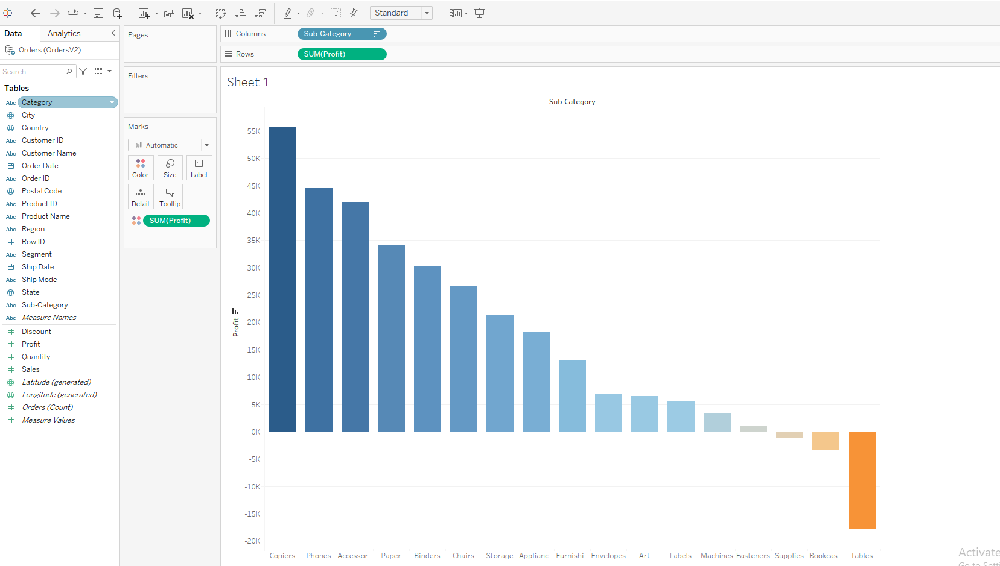 Standard
Data
Analytics
Orders (OrdersV2)
Search
Tables
Abc Category
City
Country
Abc Customer ID
Abc Customer Name
Order Date
Abc Order ID
Postal Code
Abc Product ID
Abc Product Name
Abc Region
# Row ID
Abc Segment
Ship Date
Abc Ship Mode
State
Abc Sub-Category
Abc Measure Names
# Discount
# Profit
# Quantity
# Sales
Latitude (generated)
Longitude (generated)
# Orders (Count)
# Measure Values
Pages
Filters
Marks
Automatic
Color Size Label
Detail Tooltip
SUM(Profit)
Columns Sub-Category
Rows SUM(Profit)
Sheet 1
Sub-Category
Profit
55K
50K
45K
40K
35K
30K
25K
20K
15K
10K
5K
0K
-5K
-10K
-15K
-20K
Copiers Phones Accessor.. Paper Binders Chairs Storage Applianc.. Furnishi.. Envelopes Art Labels Machines Fasteners Supplies Bookcas.. Tables
Activate